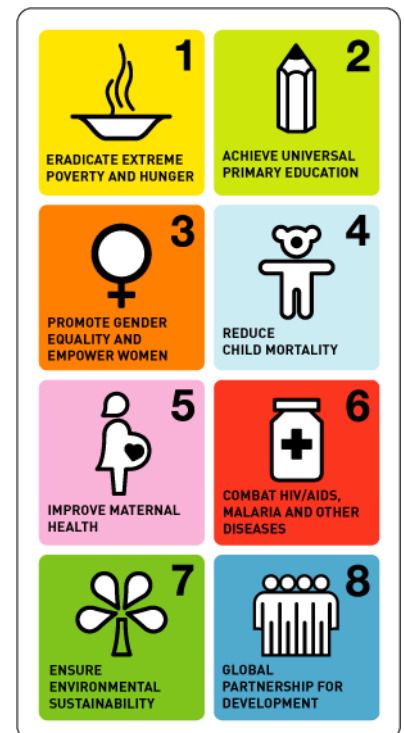 1
ERADICATE EXTREME
POVERTY AND HUNGER
2
ACHIEVE UNIVERSAL
PRIMARY EDUCATION
3
PROMOTE GENDER
EQUALITY AND
EMPOWER WOMEN
4
REDUCE
CHILD MORTALITY
5
IMPROVE MATERNAL
HEALTH
6
COMBAT HIV/AIDS,
MALARIA AND OTHER
DISEASES
7
ENSURE
ENVIRONMENTAL
SUSTAINABILITY
8
GLOBAL
PARTNERSHIP FOR
DEVELOPMENT